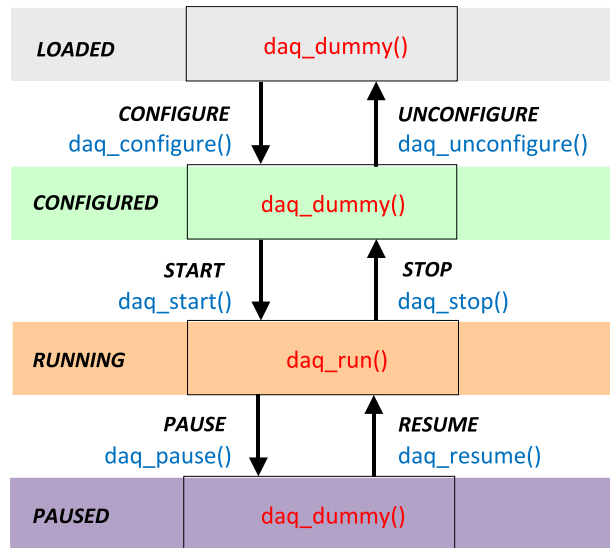 LOADED daq_dummy()
CONFIGURE UNCONFIGURE
daq_configure() daq_unconfigure()
CONFIGURED daq_dummy()
START STOP
daq_start() daq_stop()
RUNNING daq_run()
PAUSE RESUME
daq_pause() daq_resume()
PAUSED daq_dummy()